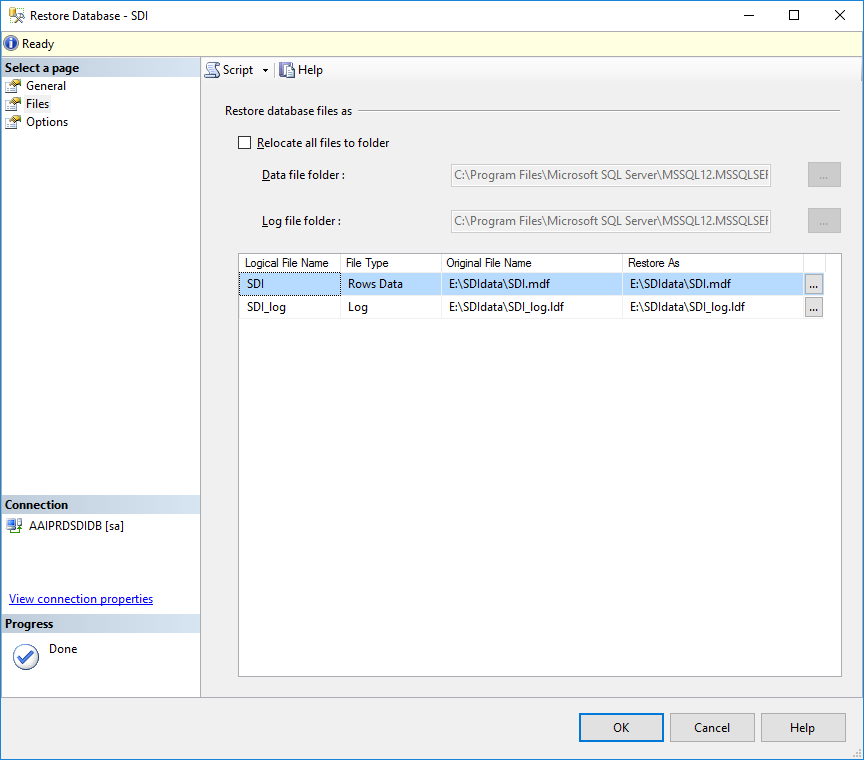 Restore Database - SDI
Ready
Select a page
General
Files
Options
Script
Help
Restore database files as
Relocate all files to folder
Data file folder :
C:\Program Files\Microsoft SQL Server\MSSQL12.MSSQLSER
...
Log file folder :
C:\Program Files\Microsoft SQL Server\MSSQL12.MSSQLSER
...
Logical File Name File Type Original File Name Restore As
SDI Rows Data E:\SDIdata\SDI.mdf E:\SDIdata\SDI.mdf ...
SDI_log Log E:\SDIdata\SDI_log.ldf E:\SDIdata\SDI_log.ldf ...
Connection
AAIPRDSDIDB [sa]
View connection properties
Progress
Done
OK Cancel Help